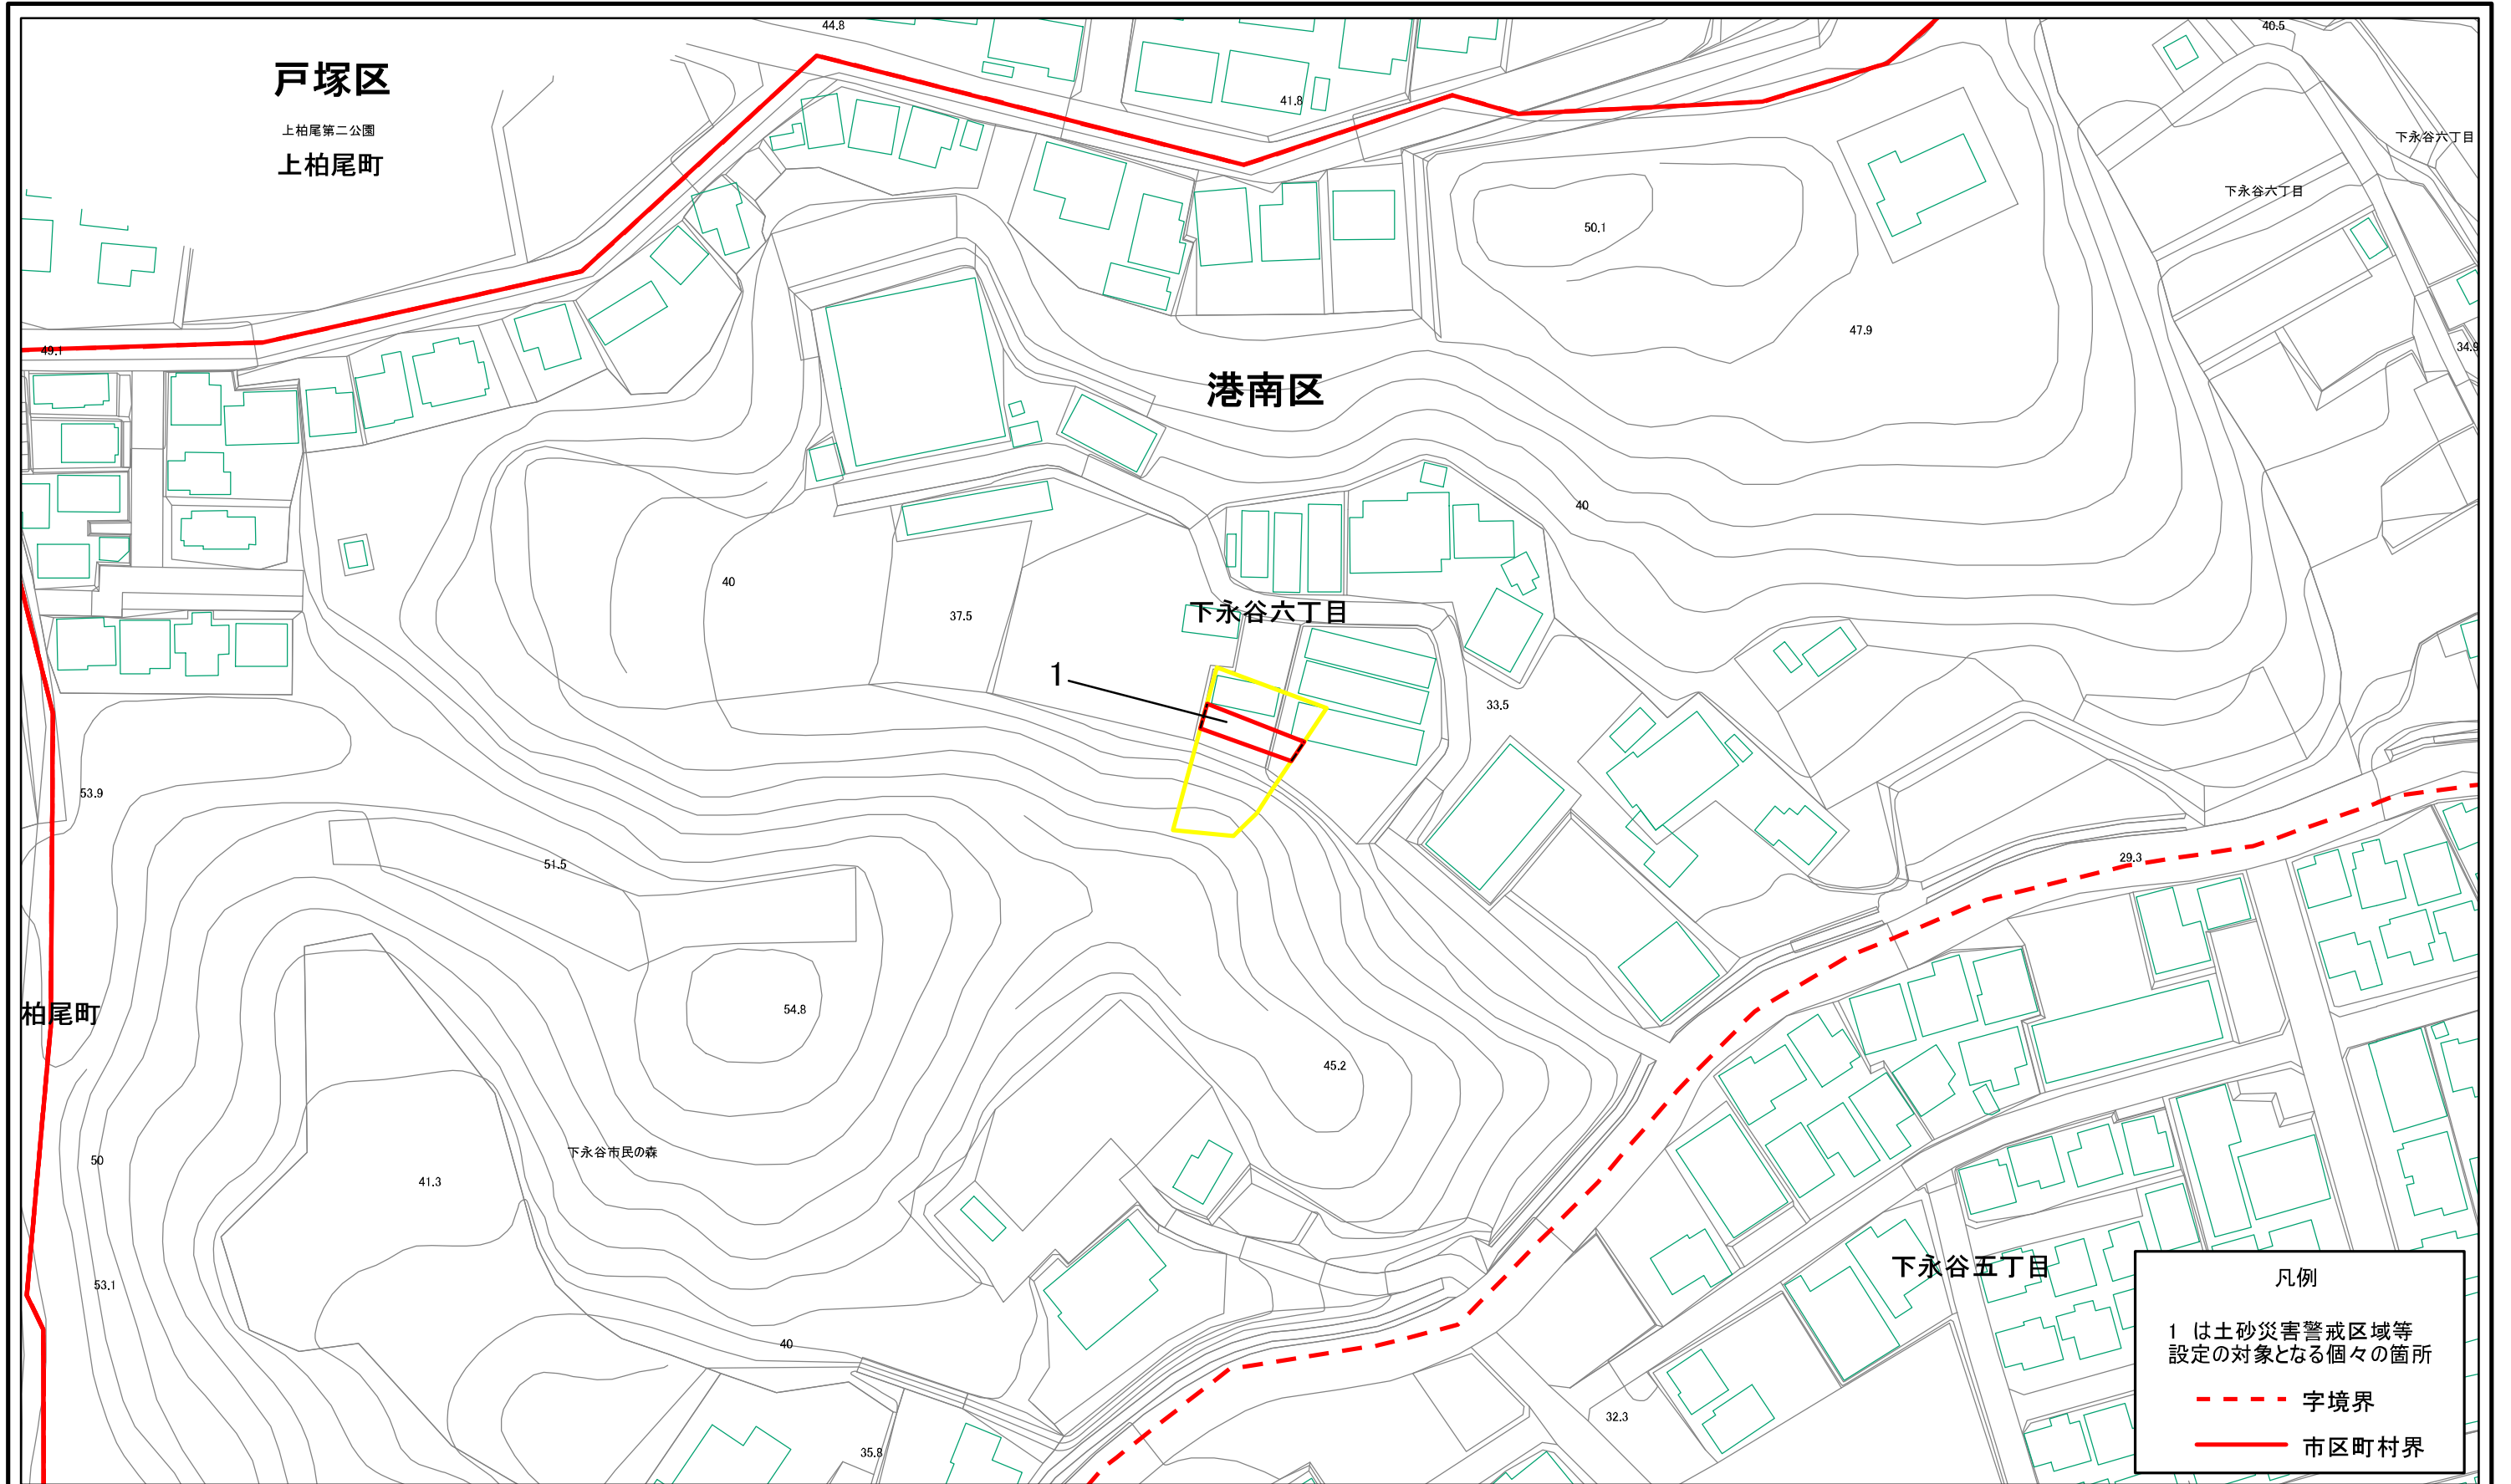 44.8
40.5
戸塚区
41.8
上柏尾第二公園
下永谷六丁目
上柏尾町
下永谷六丁目
50.1
47.9
49.1
34.9
港南区
40
40
下永谷六丁目
37.5
1
33.5
53.9
51.5
29.3
54.8
柏尾町
45.2
下永谷市民の森
50
41.3
下永谷五丁目
53.1
凡例
1 は土砂災害警戒区域等
設定の対象となる個々の箇所
40
字境界
32.3
市区町村界
35.8